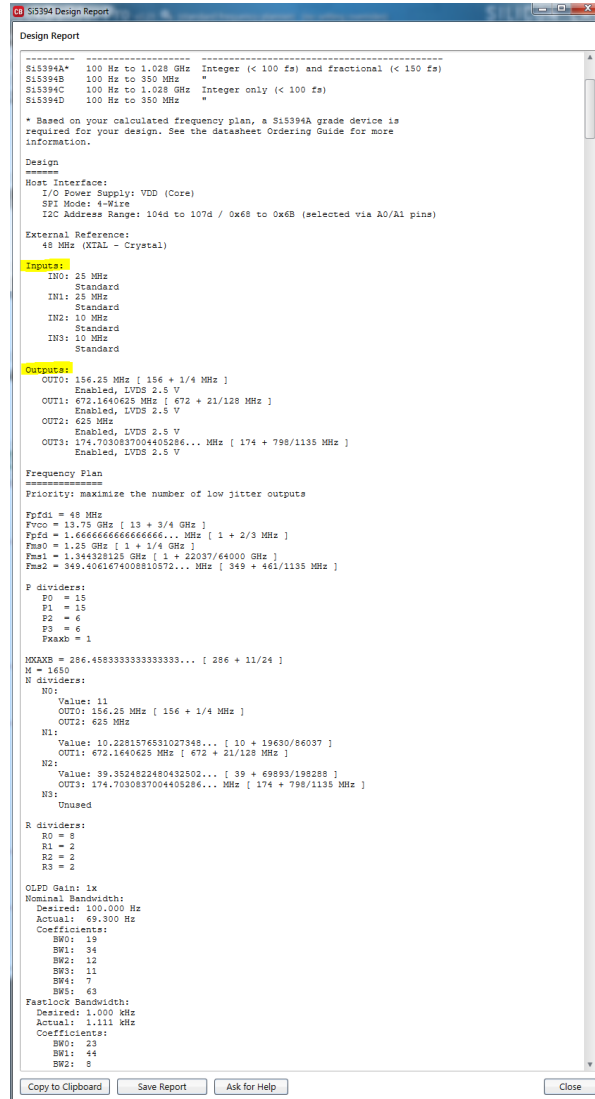 CB Si5394 Design Report
Design Report
--------- ------------------- --------------------------------------------
Si5394A* 100 Hz to 1.028 GHz Integer (< 100 fs) and fractional (< 150 fs)
Si5394B 100 Hz to 350 MHz "
Si5394C 100 Hz to 1.028 GHz Integer only (< 100 fs)
Si5394D 100 Hz to 350 MHz "
* Based on your calculated frequency plan, a Si5394A grade device is
required for your design. See the datasheet Ordering Guide for more
information.
Design
======
Host Interface:
I/O Power Supply: VDD (Core)
SPI Mode: 4-Wire
I2C Address Range: 104d to 107d / 0x68 to 0x6B (selected via A0/A1 pins)
External Reference:
48 MHz (XTAL - Crystal)
Inputs:
IN0: 25 MHz
Standard
IN1: 25 MHz
Standard
IN2: 10 MHz
Standard
IN3: 10 MHz
Standard
Outputs:
OUT0: 156.25 MHz [ 156 + 1/4 MHz ]
Enabled, LVDS 2.5 V
OUT1: 672.1640625 MHz [ 672 + 21/128 MHz ]
Enabled, LVDS 2.5 V
OUT2: 625 MHz
Enabled, LVDS 2.5 V
OUT3: 174.7030837004405286... MHz [ 174 + 798/1135 MHz ]
Enabled, LVDS 2.5 V
Frequency Plan
==============
Priority: maximize the number of low jitter outputs
Fpfdi = 48 MHz
Fvco = 13.75 GHz [ 13 + 3/4 GHz ]
Fpfd = 1.6666666666666666... MHz [ 1 + 2/3 MHz ]
Fms0 = 1.25 GHz [ 1 + 1/4 GHz ]
Fms1 = 1.344328125 GHz [ 1 + 22037/64000 GHz ]
Fms2 = 349.4061674008810572... MHz [ 349 + 461/1135 MHz ]
P dividers:
P0 = 15
P1 = 15
P2 = 6
P3 = 6
Pxaxb = 1
MXAXB = 286.4583333333333333... [ 286 + 11/24 ]
M = 1650
N dividers:
N0:
Value: 11
OUT0: 156.25 MHz [ 156 + 1/4 MHz ]
OUT2: 625 MHz
N1:
Value: 10.2281576531027348... [ 10 + 19630/86037 ]
OUT1: 672.1640625 MHz [ 672 + 21/128 MHz ]
N2:
Value: 39.3524822480432502... [ 39 + 69893/198288 ]
OUT3: 174.7030837004405286... MHz [ 174 + 798/1135 MHz ]
N3:
Unused
R dividers:
R0 = 8
R1 = 2
R2 = 2
R3 = 2
OLPD Gain: 1x
Nominal Bandwidth:
Desired: 100.000 Hz
Actual: 69.300 Hz
Coefficients:
BW0: 19
BW1: 34
BW2: 12
BW3: 11
BW4: 7
BW5: 63
Fastlock Bandwidth:
Desired: 1.000 kHz
Actual: 1.111 kHz
Coefficients:
BW0: 23
BW1: 44
BW2: 8
Copy to Clipboard Save Report Ask for Help Close